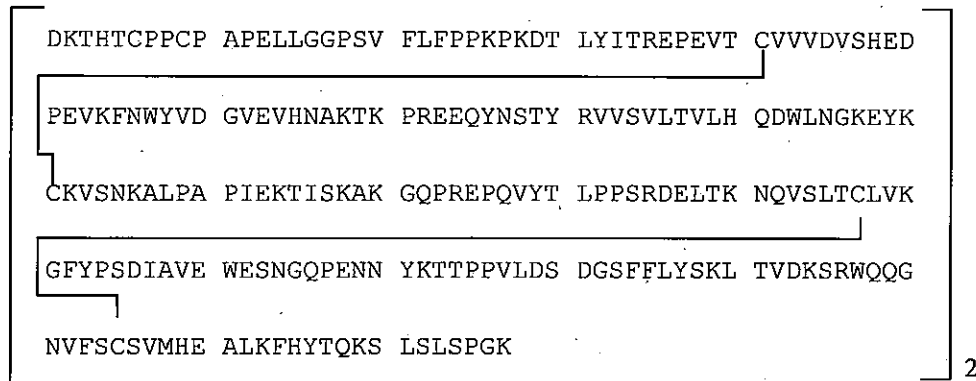 DKTHTCPPCP APELLGGPSV FLFPPKPKDT LYITREPEVT CVVVDVSHED
PEVKFNWYVD GVEVHNAKTK PREEQYNSTY RVVSVLTVLH QDWLNGKEYK
CKVSNKALPA PIEKTISKAK GQPREPQVYT LPPSRDELTK NQVSLTCLVK
GFYPSDIAVE WESNGQPENN YKTTPPVLDS DGSFFLYSKL TVDKSRWQQG
NVFSCSVMHE ALKFHYTQKS LSLSPGK
2